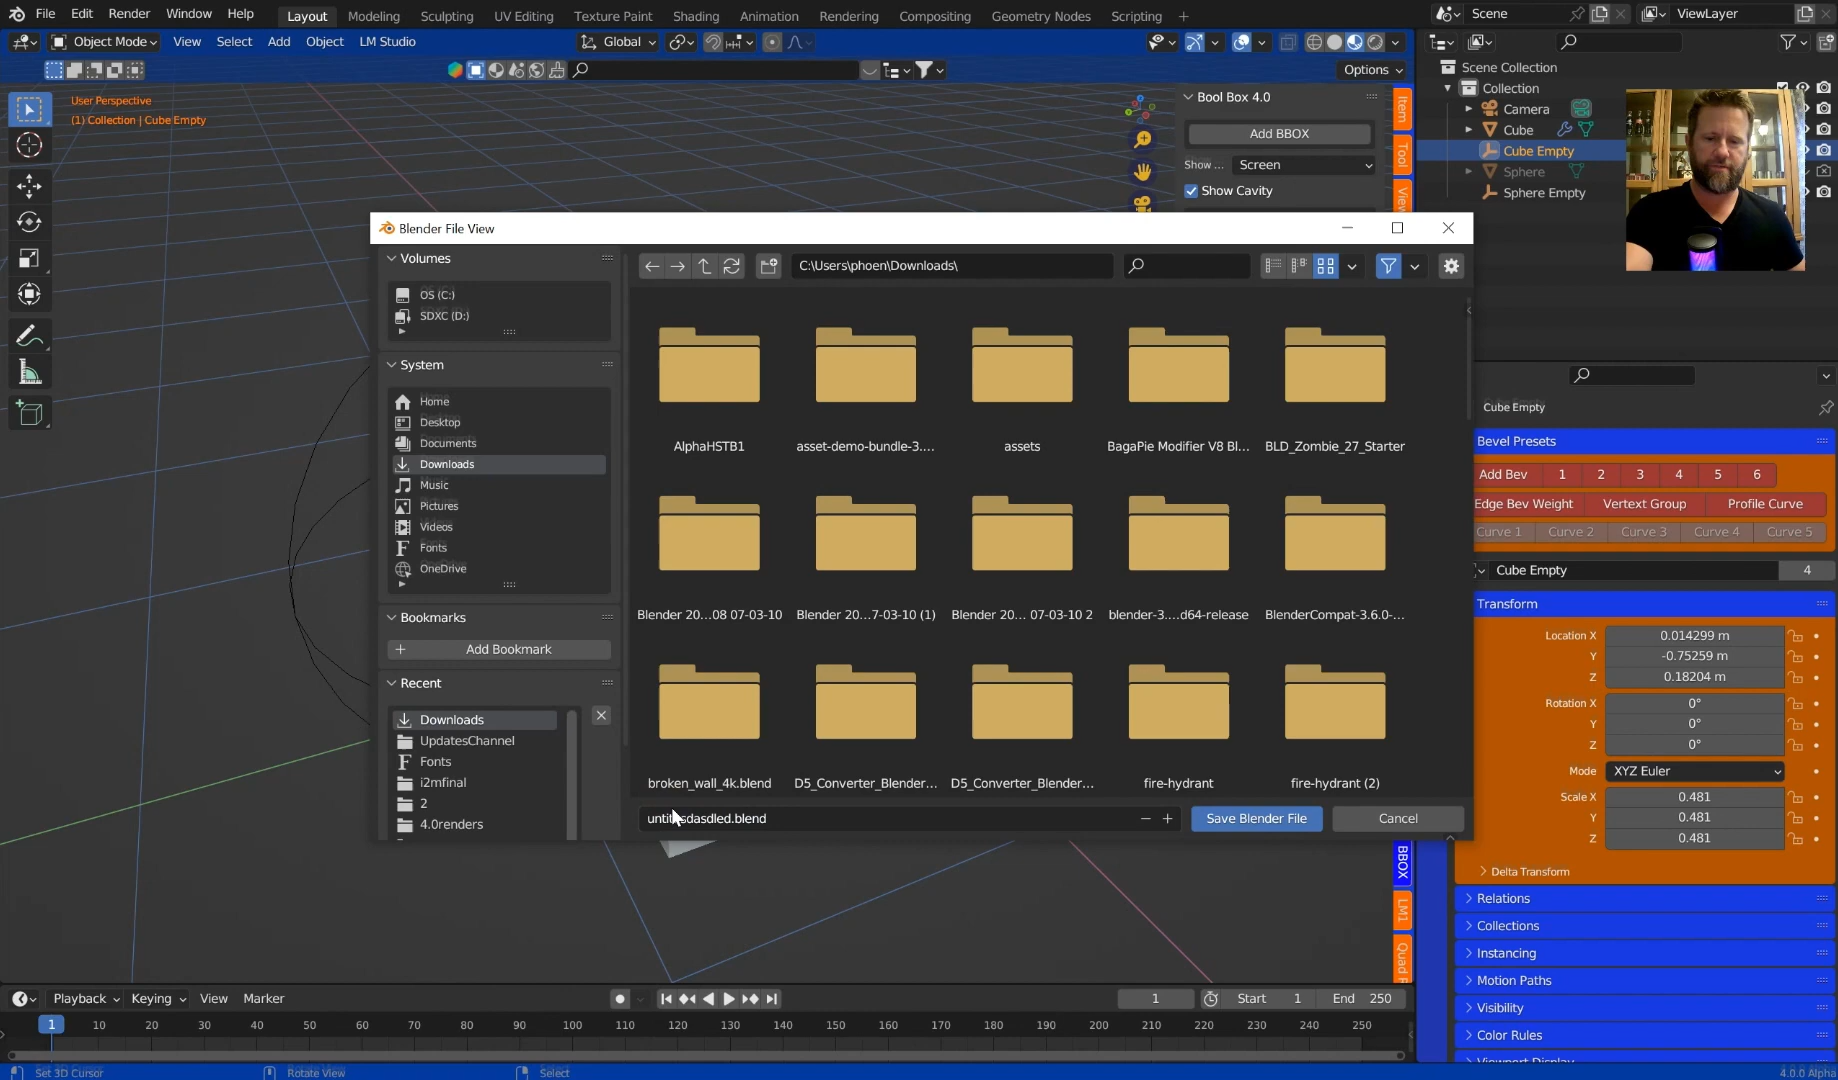 File Edit Render Window Help Layout Modeling Sculpting UV Editing Texture Paint Shading Animation Rendering Compositing Geometry Nodes Scripting + Scene ViewLayer
Object Mode View Select Add Object LM Studio Global
Options
User Perspective
(1) Collection | Cube Empty
Bool Box 4.0
Add BBOX
Show ... Screen
Show Cavity
Item
Tool
View
Scene Collection
Collection
Camera
Cube
Cube Empty
Sphere
Sphere Empty
Blender File View
Volumes
OS (C:)
SDXC (D:)
System
Home
Desktop
Documents
Downloads
Music
Pictures
Videos
Fonts
OneDrive
Bookmarks
+ Add Bookmark
Recent
Downloads
UpdatesChannel
Fonts
i2mfinal
2
4.0renders
C:\Users\phoen\Downloads\
AlphaHSTB1 asset-demo-bundle-3.... assets BagaPie Modifier V8 Bl... BLD_Zombie_27_Starter
Blender 20...08 07-03-10 Blender 20...7-03-10 (1) Blender 20... 07-03-10 2 blender-3....d64-release BlenderCompat-3.6.0-...
broken_wall_4k.blend D5_Converter_Blender... D5_Converter_Blender... fire-hydrant fire-hydrant (2)
Save Blender File Cancel
Cube Empty
Bevel Presets
Add Bev 1 2 3 4 5 6
Edge Bev Weight Vertext Group Profile Curve
Curve 1 Curve 2 Curve 3 Curve 4 Curve 5
Cube Empty 4
Transform
Location X 0.014299 m
Y -0.75259 m
Z 0.18204 m
Rotation X 0°
Y 0°
Z 0°
Mode XYZ Euler
Scale X 0.481
Y 0.481
Z 0.481
Delta Transform
Relations
Collections
Instancing
Motion Paths
Visibility
Color Rules
Viewport Display
BBOX
LM1
Quad
Playback Keying View Marker 1 Start 1 End 250
1 10 20 30 40 50 60 70 80 90 100 110 120 130 140 150 160 170 180 190 200 210 220 230 240 250
Set 3D Cursor Rotate View Select 4.0.0 Alpha